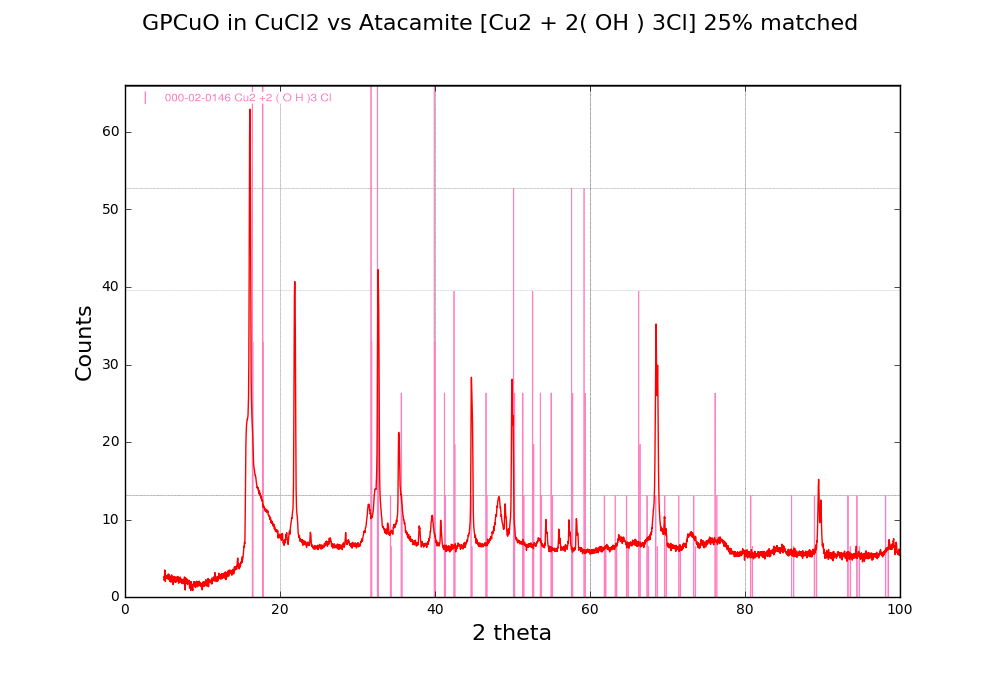 GPCuO in CuCl2 vs Atacamite [Cu2 + 2( OH ) 3Cl] 25% matched
000-02-0146 Cu2 +2 ( O H )3 Cl
60
50
40
30
20
10
0
Counts
0 20 40 60 80 100
2 theta